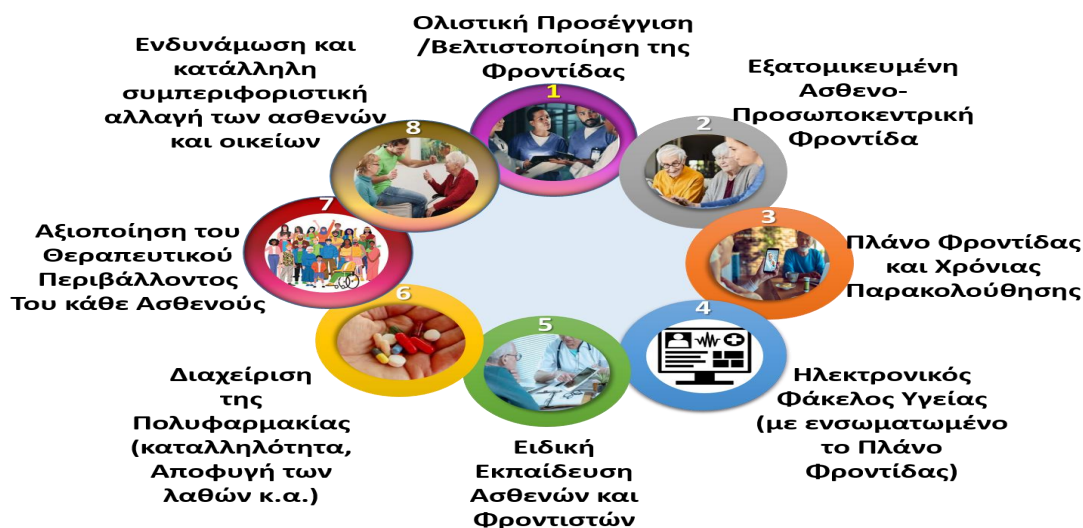 Ολιστική Προσέγγιση
/Βελτιστοποίηση της
Φροντίδας
1
Εξατομικευμένη
Ασθενο-
Προσωποκεντρική
Φροντίδα
2
Πλάνο Φροντίδας
και Χρόνιας
Παρακολούθησης
3
Ηλεκτρονικός
Φάκελος Υγείας
(με ενσωματωμένο
το Πλάνο
Φροντίδας)
4
Ειδική
Εκπαίδευση
Ασθενών και
Φροντιστών
5
Διαχείριση
της
Πολυφαρμακίας
(καταλληλότητα,
Αποφυγή των
λαθών κ.α.)
6
Αξιοποίηση του
Θεραπευτικού
Περιβάλλοντος
Του κάθε Ασθενούς
7
Ενδυνάμωση και
κατάλληλη
συμπεριφοριστική
αλλαγή των ασθενών
και οικείων
8